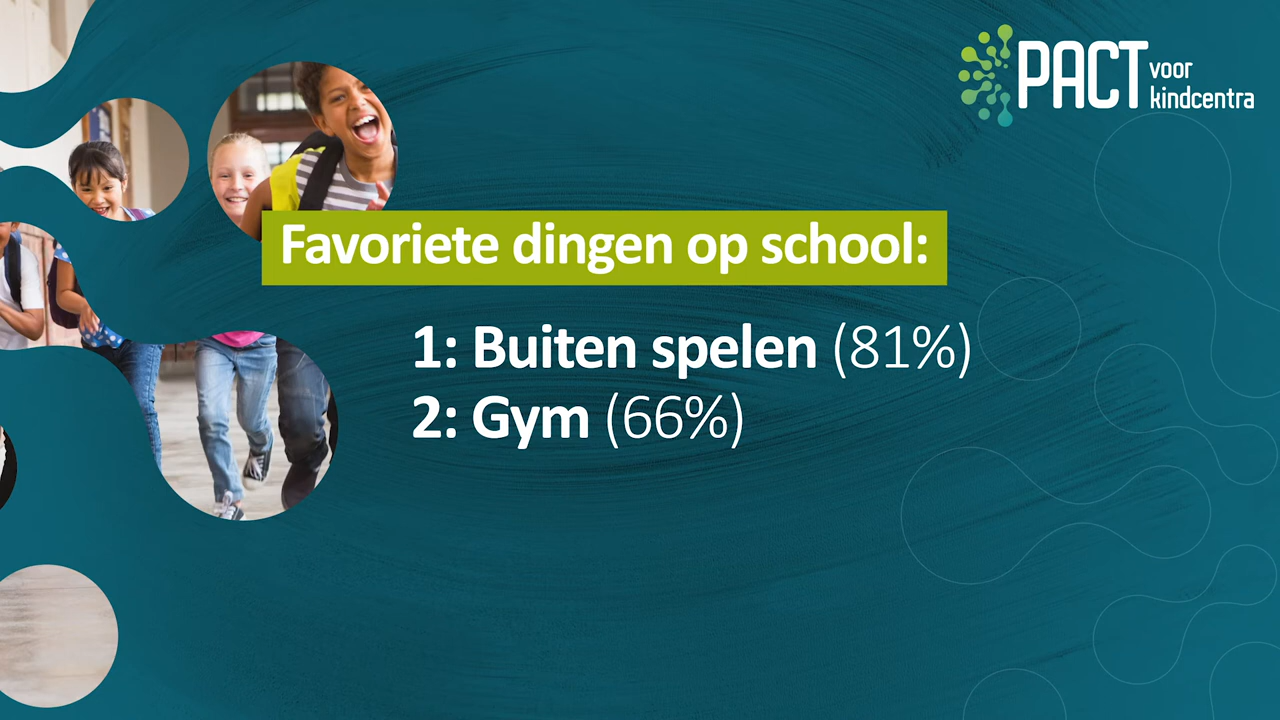 PACT voor
kindcentra
Favoriete dingen op school:
1: Buiten spelen (81%)
2: Gym (66%)